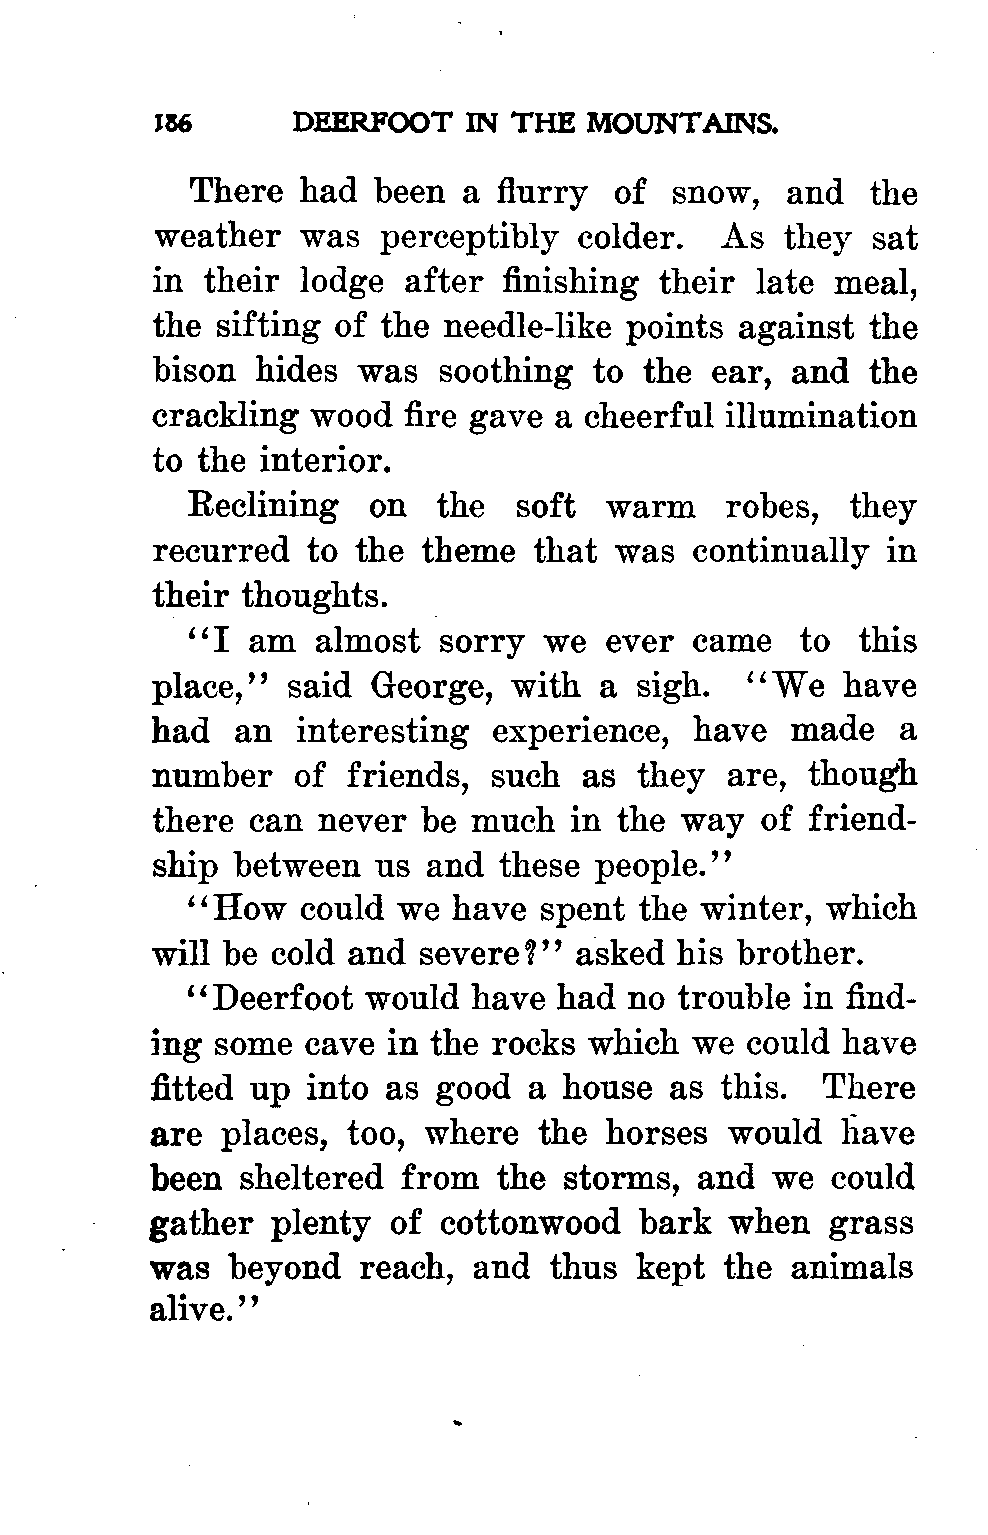 186 DEERFOOT IN THE MOUNTAINS.
There had been a flurry of snow, and the
weather was perceptibly colder. As they sat
in their lodge after finishing their late meal,
the sifting of the needle-like points against the
bison hides was soothing to the ear, and the
crackling wood fire gave a cheerful illumination
to the interior.
Reclining on the soft warm robes, they
recurred to the theme that was continually in
their thoughts.
“I am almost sorry we ever came to this
place,” said George, with a sigh. “We have
had an interesting experience, have made a
number of friends, such as they are, though
there can never be much in the way of friend-
ship between us and these people.”
“How could we have spent the winter, which
will be cold and severe?” asked his brother.
“Deerfoot would have had no trouble in find-
ing some cave in the rocks which we could have
fitted up into as good a house as this. There
are places, too, where the horses would have
been sheltered from the storms, and we could
gather plenty of cottonwood bark when grass
was beyond reach, and thus kept the animals
alive.”